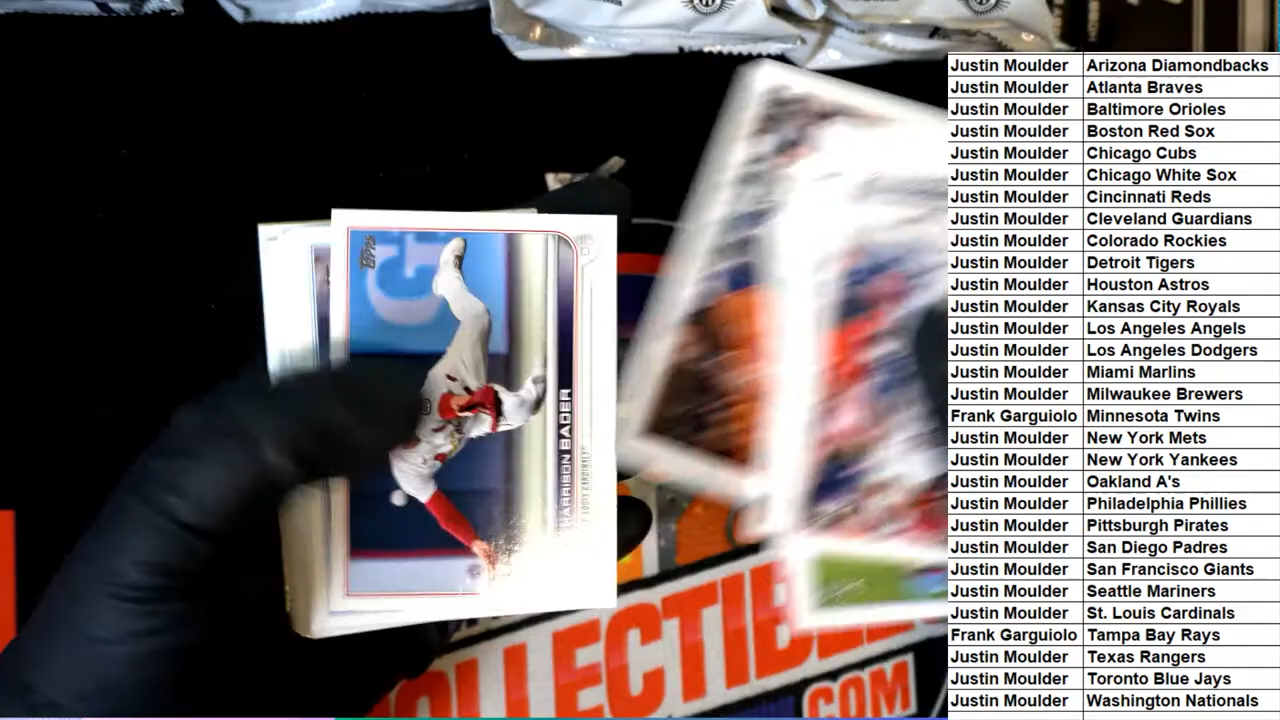 Justin Moulder Arizona Diamondbacks
Justin Moulder Atlanta Braves
Justin Moulder Baltimore Orioles
Justin Moulder Boston Red Sox
Justin Moulder Chicago Cubs
Justin Moulder Chicago White Sox
Justin Moulder Cincinnati Reds
Justin Moulder Cleveland Guardians
Justin Moulder Colorado Rockies
Justin Moulder Detroit Tigers
Justin Moulder Houston Astros
Justin Moulder Kansas City Royals
Justin Moulder Los Angeles Angels
Justin Moulder Los Angeles Dodgers
Justin Moulder Miami Marlins
Justin Moulder Milwaukee Brewers
Frank Garguiolo Minnesota Twins
Justin Moulder New York Mets
Justin Moulder New York Yankees
Justin Moulder Oakland A's
Justin Moulder Philadelphia Phillies
Justin Moulder Pittsburgh Pirates
Justin Moulder San Diego Padres
Justin Moulder San Francisco Giants
Justin Moulder Seattle Mariners
Justin Moulder St. Louis Cardinals
Frank Garguiolo Tampa Bay Rays
Justin Moulder Texas Rangers
Justin Moulder Toronto Blue Jays
Justin Moulder Washington Nationals
Topps
HARRISON BADER
LOUIS CARDINALS
OLLECTIBLE
.COM